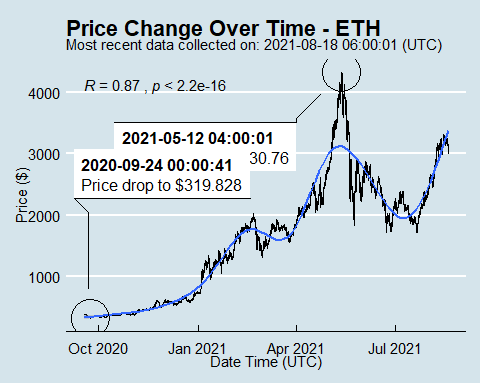 Price Change Over Time - ETH
Most recent data collected on: 2021-08-18 06:00:01 (UTC)
R = 0.87 , p < 2.2e-16
2021-05-12 04:00:01
30.76
2020-09-24 00:00:41
Price drop to $319.828
Price ($)
4000
3000
2000
1000
Oct 2020
Jan 2021
Apr 2021
Jul 2021
Date Time (UTC)